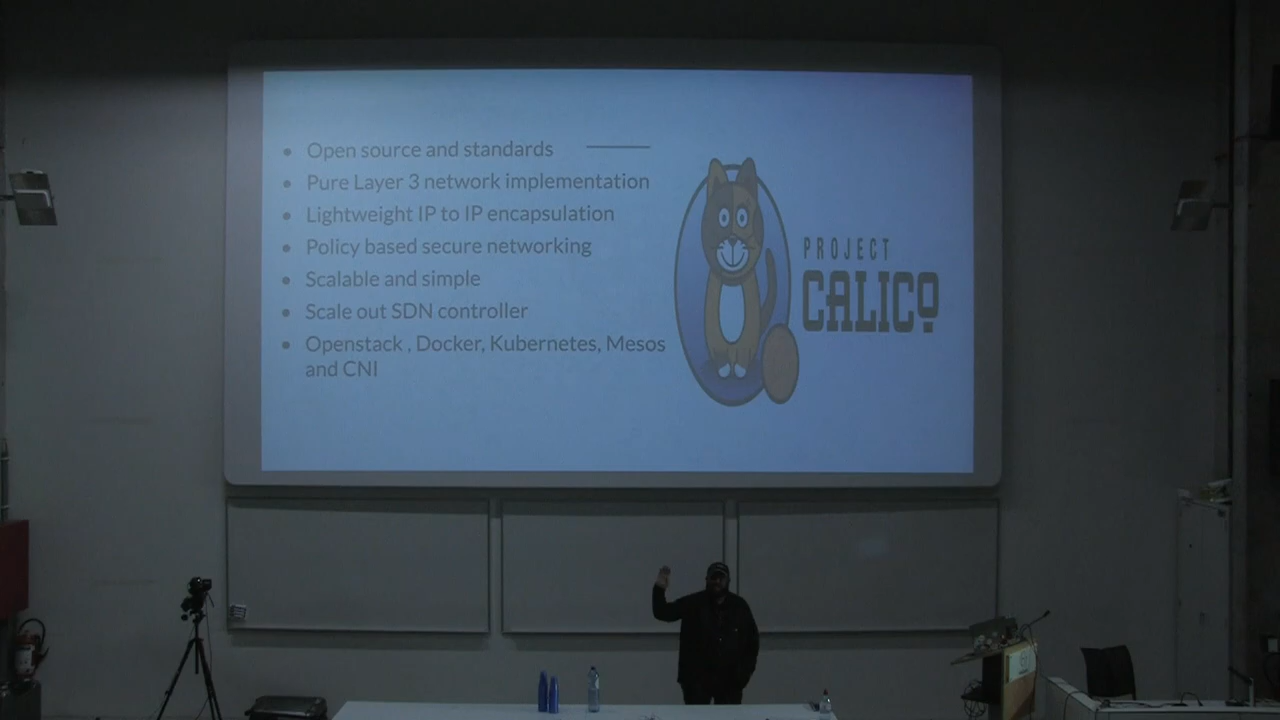 Open source and standards
Pure Layer 3 network implementation
Lightweight IP to IP encapsulation
Policy based secure networking
Scalable and simple
Scale out SDN controller
Openstack , Docker, Kubernetes, Mesos
and CNI
PROJECT
CALICO